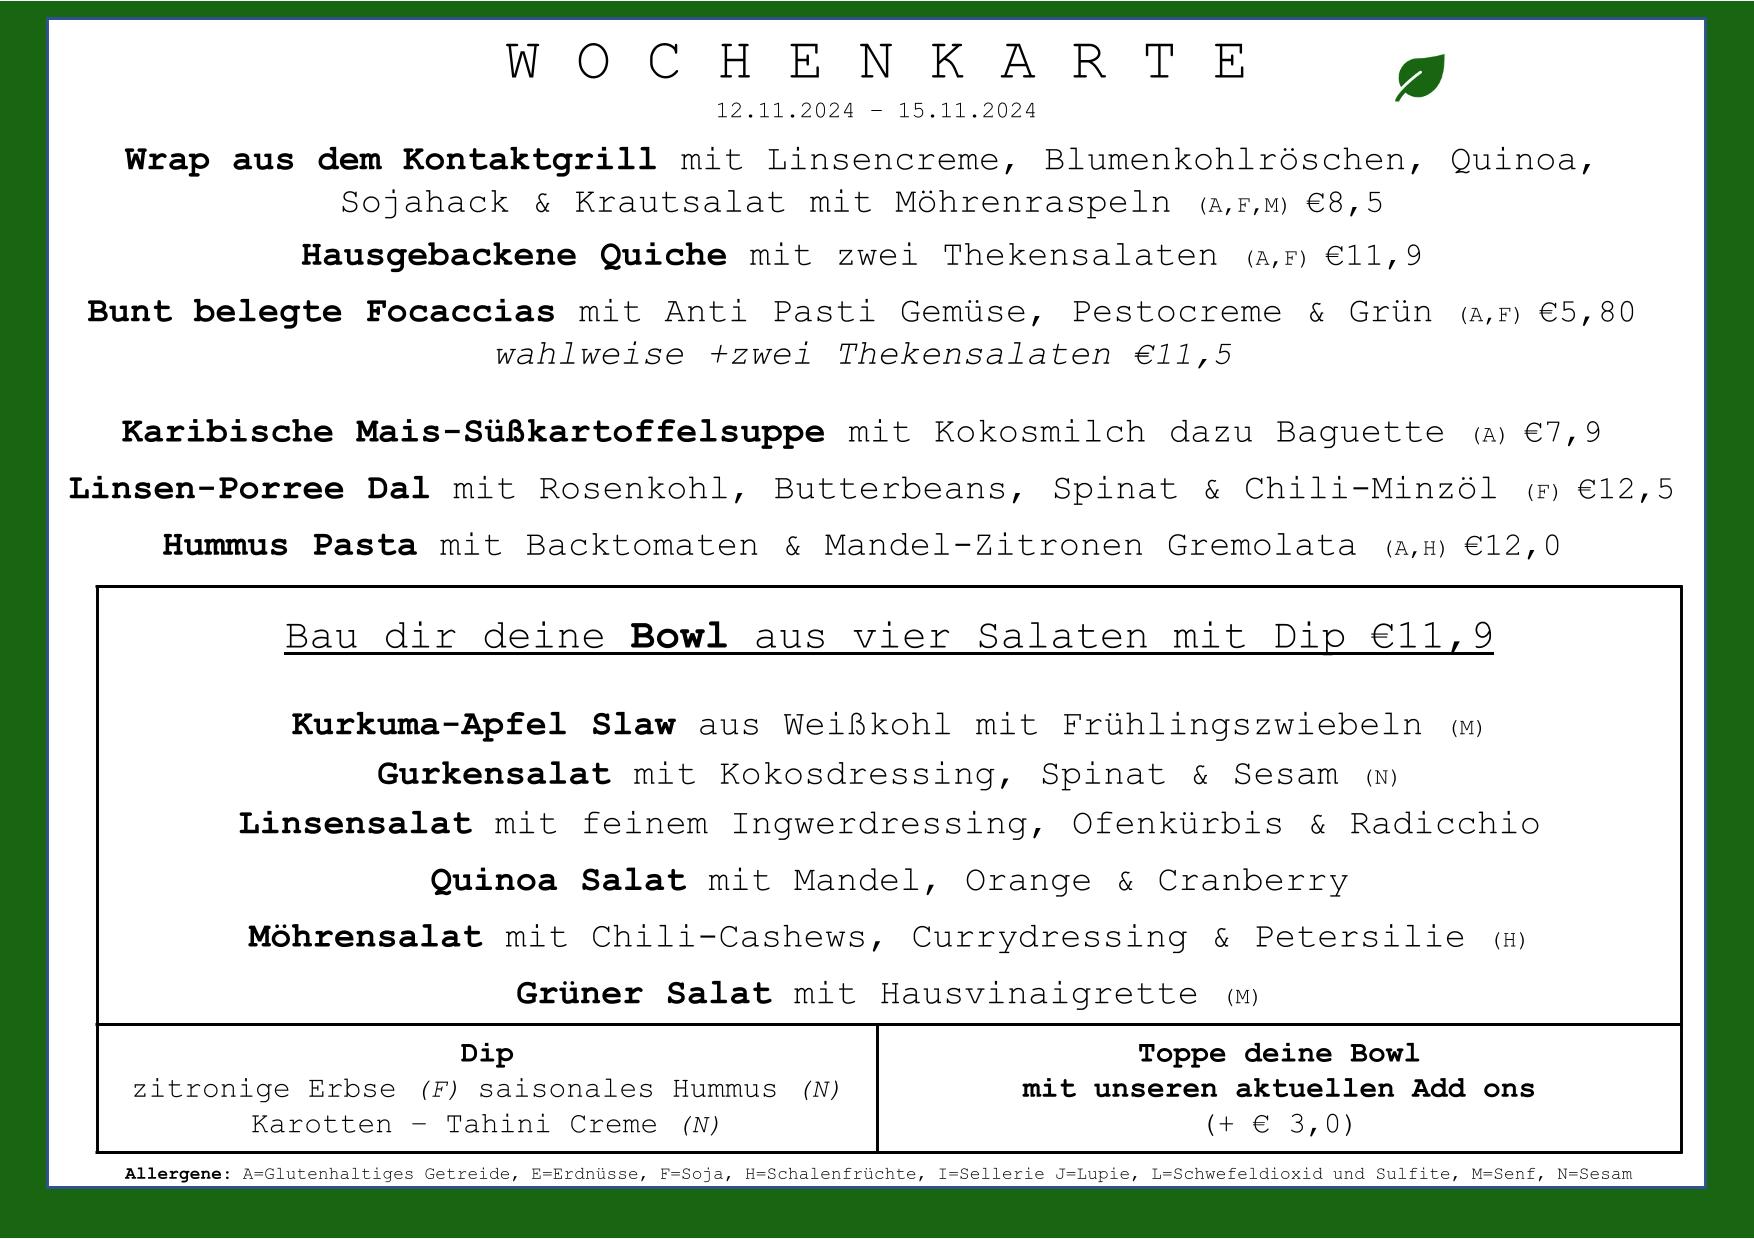 WOCHENKARTE
12.11.2024 – 15.11.2024
Wrap aus dem Kontaktgrill mit Linsencreme, Blumenkohlröschen, Quinoa,
Sojahack & Krautsalat mit Möhrenraspeln (A,F,M) €8,5
Hausgebackene Quiche mit zwei Thekensalaten (A,F) €11,9
Bunt belegte Focaccias mit Anti Pasti Gemüse, Pestocreme & Grün (A,F) €5,80
wahlweise +zwei Thekensalaten €11,5
Karibische Mais-Süßkartoffelsuppe mit Kokosmilch dazu Baguette (A) €7,9
Linsen-Porree Dal mit Rosenkohl, Butterbeans, Spinat & Chili-Minzöl (F) €12,5
Hummus Pasta mit Backtomaten & Mandel-Zitronen Gremolata (A,H) €12,0
Bau dir deine Bowl aus vier Salaten mit Dip €11,9
Kurkuma-Apfel Slaw aus Weißkohl mit Frühlingszwiebeln (M)
Gurkensalat mit Kokosdressing, Spinat & Sesam (N)
Linsensalat mit feinem Ingwerdressing, Ofenkürbis & Radicchio
Quinoa Salat mit Mandel, Orange & Cranberry
Möhrensalat mit Chili-Cashews, Currydressing & Petersilie (H)
Grüner Salat mit Hausvinaigrette (M)
Dip
zitronige Erbse (F) saisonales Hummus (N)
Karotten – Tahini Creme (N)
Toppe deine Bowl
mit unseren aktuellen Add ons
(+ € 3,0)
Allergene: A=Glutenhaltiges Getreide, E=Erdnüsse, F=Soja, H=Schalenfrüchte, I=Sellerie J=Lupie, L=Schwefeldioxid und Sulfite, M=Senf, N=Sesam